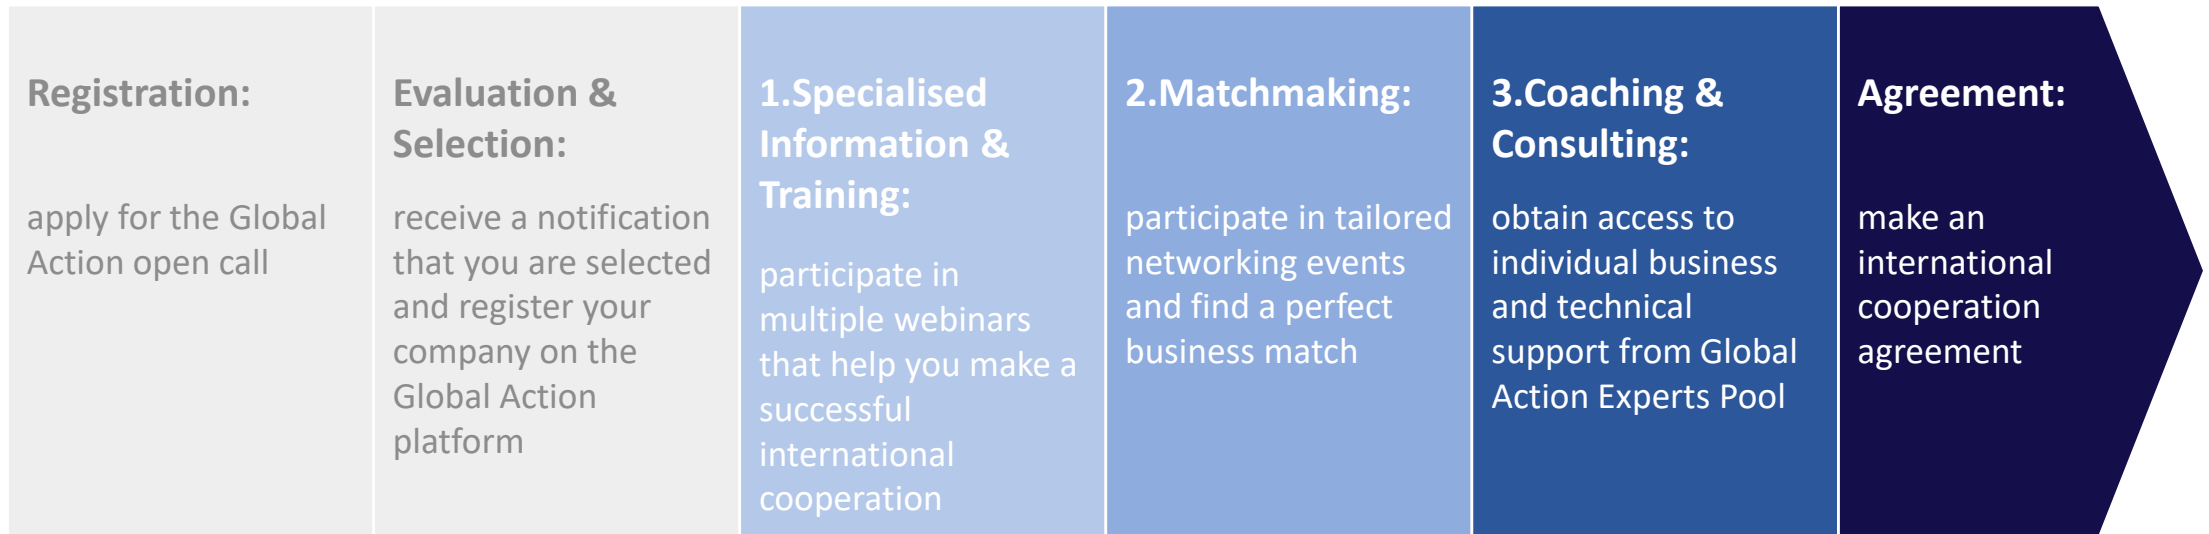 Registration:
apply for the Global
Action open call
Evaluation &
Selection:
receive a notification
that you are selected
and register your
company on the
Global Action
platform
1.Specialised
Information &
Training:
participate in
multiple webinars
that help you make a
successful
international
cooperation
2.Matchmaking:
participate in tailored
networking events
and find a perfect
business match
3.Coaching &
Consulting:
obtain access to
individual business
and technical
support from Global
Action Experts Pool
Agreement:
make an
international
cooperation
agreement